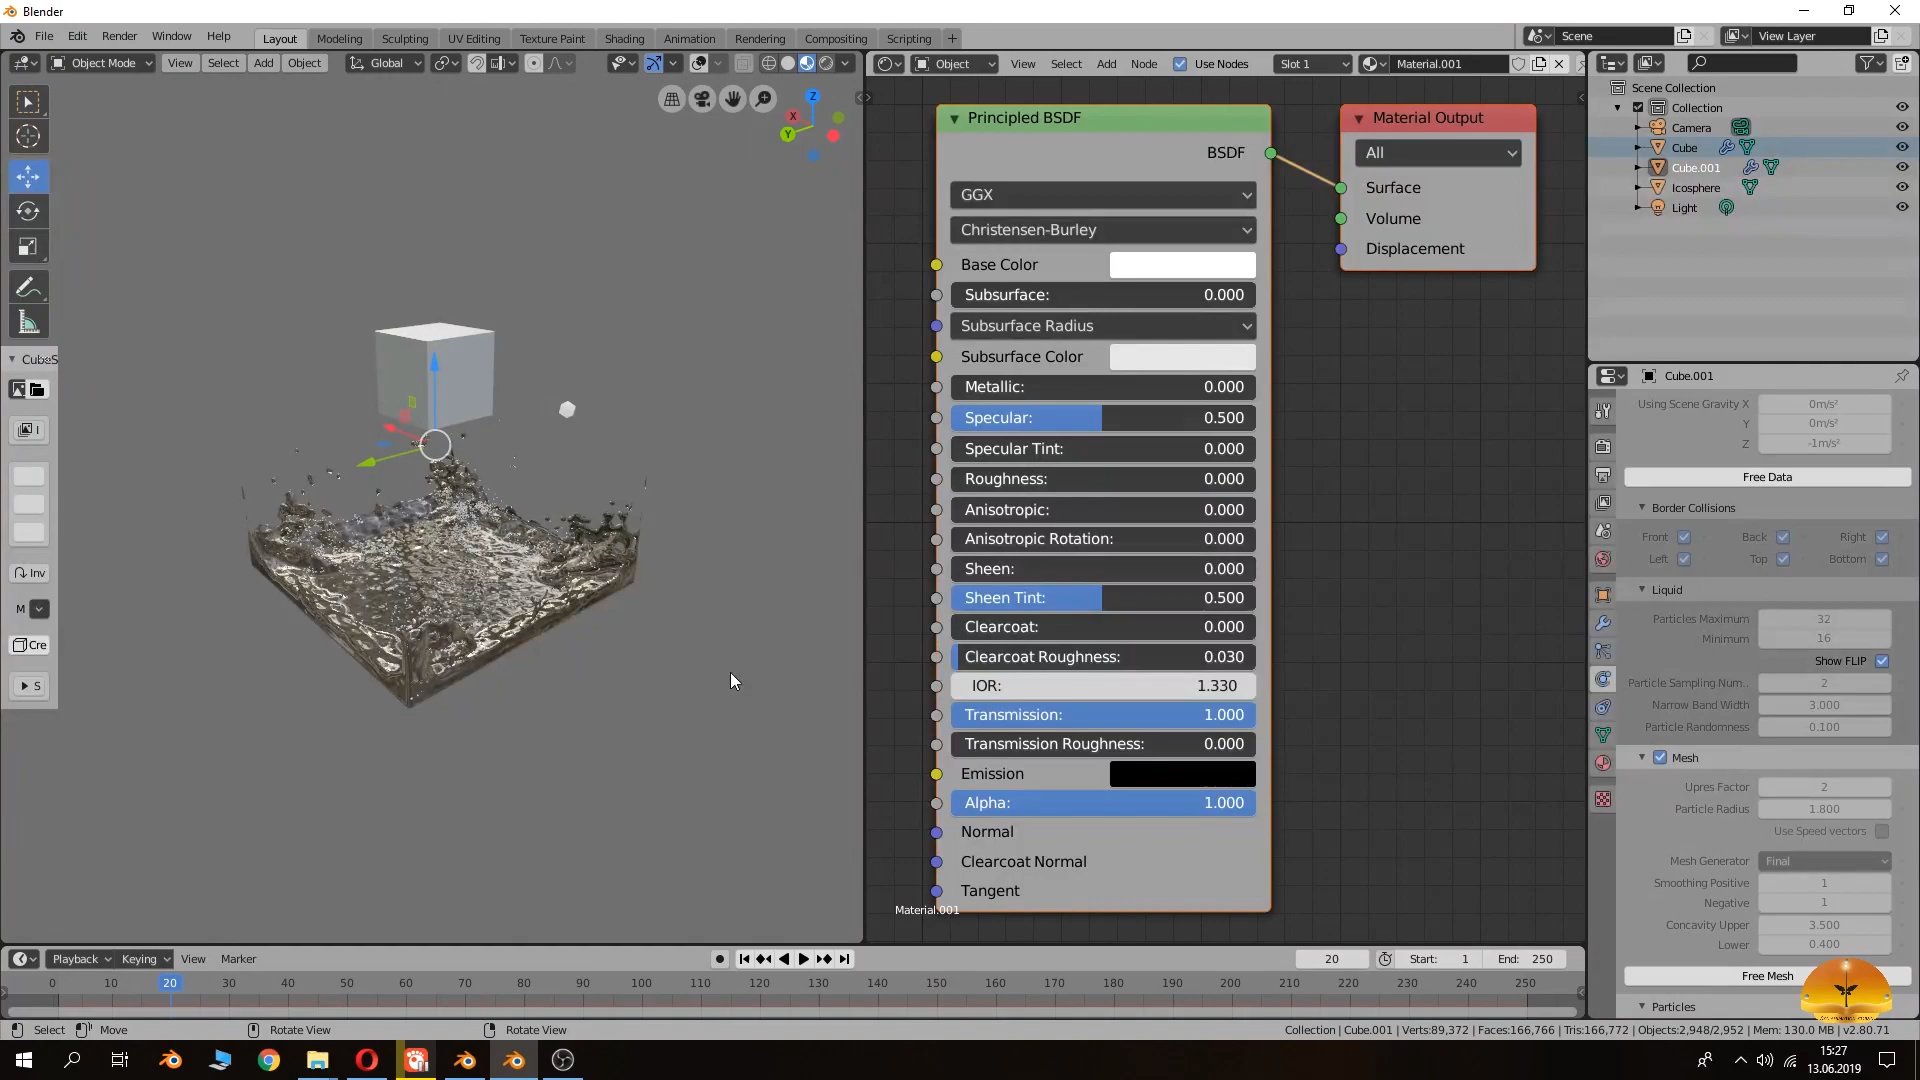 Blender
File Edit Render Window Help
Layout Modeling Sculpting UV Editing Texture Paint Shading Animation Rendering Compositing Scripting +
Scene
View Layer
Object Mode View Select Add Object Global
Object View Select Add Node Use Nodes Slot 1 Material.001
Scene Collection
Collection
Camera
Cube
Cube.001
Icosphere
Light
Z
X
Y
Principled BSDF
BSDF
GGX
Christensen-Burley
Base Color
Subsurface: 0.000
Subsurface Radius
Subsurface Color
Metallic: 0.000
Specular: 0.500
Specular Tint: 0.000
Roughness: 0.000
Anisotropic: 0.000
Anisotropic Rotation: 0.000
Sheen: 0.000
Sheen Tint: 0.500
Clearcoat: 0.000
Clearcoat Roughness: 0.030
IOR: 1.330
Transmission: 1.000
Transmission Roughness: 0.000
Emission
Alpha: 1.000
Normal
Clearcoat Normal
Tangent
Material.001
Material Output
All
Surface
Volume
Displacement
I
Inv
M
Cre
S
Cube.001
Using Scene Gravity X 0m/s²
Y 0m/s²
Z -1m/s²
Free Data
Border Collisions
Front Back Right
Left Top Bottom
Liquid
Particles Maximum 32
Minimum 16
Show FLIP
Particle Sampling Num.. 2
Narrow Band Width 3.000
Particle Randomness 0.100
Mesh
Upres Factor 2
Particle Radius 1.800
Use Speed vectors
Mesh Generator Final
Smoothing Positive 1
Negative 1
Concavity Upper 3.500
Lower 0.400
Free Mesh
Particles
Playback Keying View Marker
20 Start: 1 End: 250
0 10 20 30 40 50 60 70 80 90 100 110 120 130 140 150 160 170 180 190 200 210 220 230 240 250
Select Move Rotate View Rotate View
Collection | Cube.001 | Verts:89,372 | Faces:166,766 | Tris:166,772 | Objects:2,948/2,952 | Mem: 130.0 MB | v2.80.71
15:27
13.06.2019